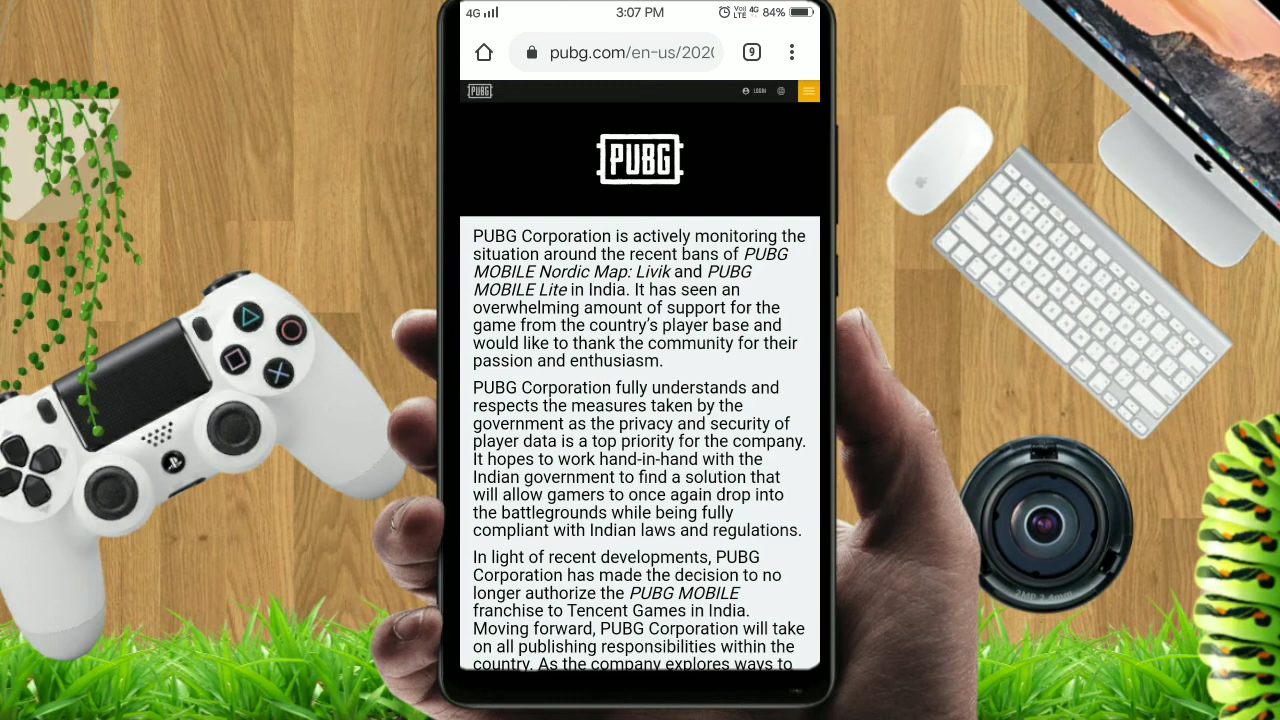 4G 3:07 PM Vo) LTE 4G 84%
pubg.com/en-us/202 9
PUBG LOGIN
PUBG
PUBG Corporation is actively monitoring the
situation around the recent bans of PUBG
MOBILE Nordic Map: Livik and PUBG
MOBILE Lite in India. It has seen an
overwhelming amount of support for the
game from the country's player base and
would like to thank the community for their
passion and enthusiasm.
PUBG Corporation fully understands and
respects the measures taken by the
government as the privacy and security of
player data is a top priority for the company.
It hopes to work hand-in-hand with the
Indian government to find a solution that
will allow gamers to once again drop into
the battlegrounds while being fully
compliant with Indian laws and regulations.
In light of recent developments, PUBG
Corporation has made the decision to no
longer authorize the PUBG MOBILE
franchise to Tencent Games in India.
Moving forward, PUBG Corporation will take
on all publishing responsibilities within the
country. As the company explores ways to
2MP 2.4mm